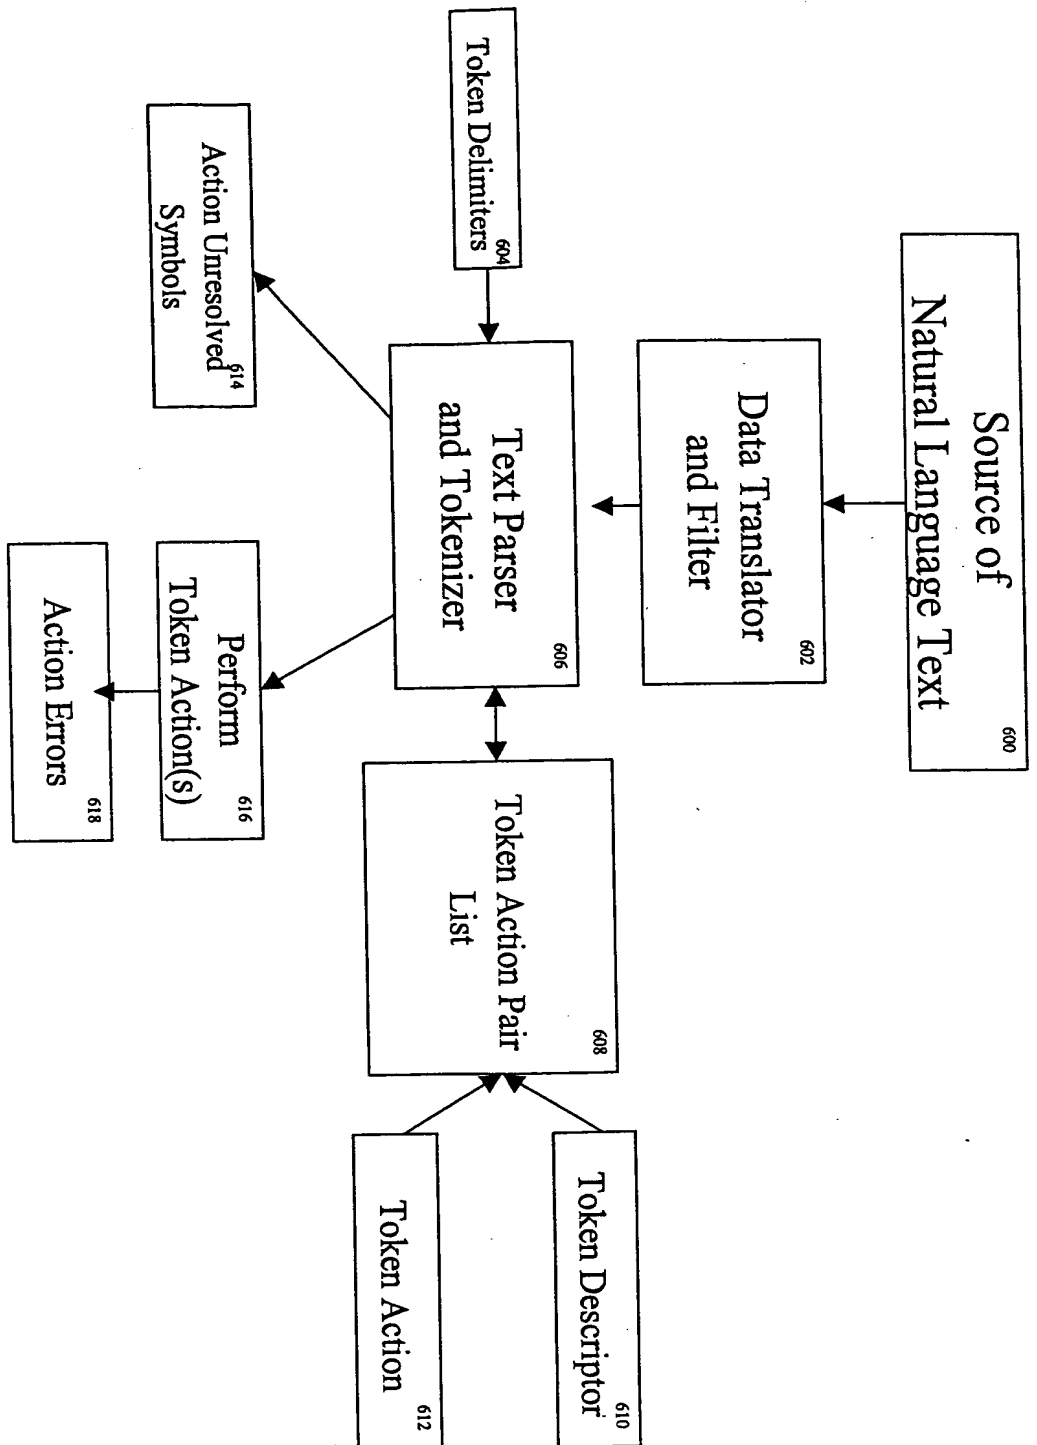 Source of
Natural Language Text
600
Data Translator
and Filter
602
Token Delimiters
604
Text Parser
and Tokenizer
606
Token Action Pair
List
608
Token Descriptor
610
Token Action
612
Action Unresolved
Symbols
614
Perform
Token Action(s)
616
Action Errors
618